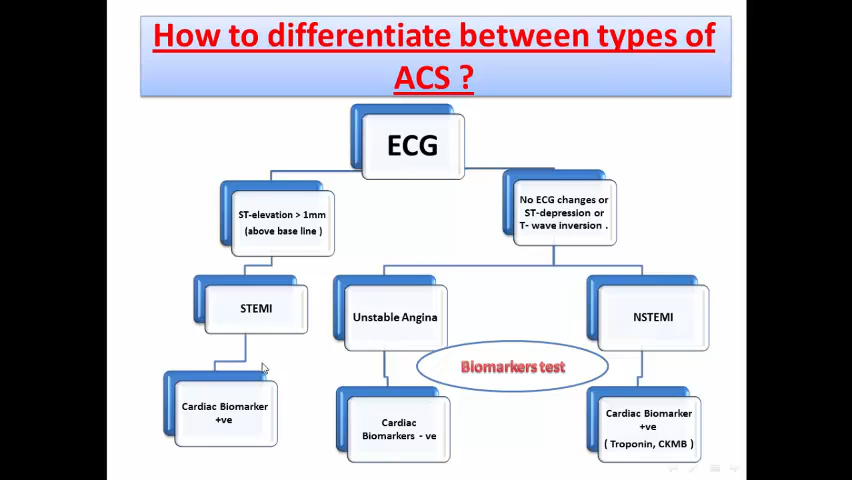 How to differentiate between types of
ACS ?
ECG
ST-elevation > 1mm
(above base line )
No ECG changes or
ST-depression or
T- wave inversion .
STEMI
Unstable Angina
NSTEMI
Biomarkers test
Cardiac Biomarker
+ve
Cardiac
Biomarkers - ve
Cardiac Biomarker
+ve
( Troponin, CKMB )